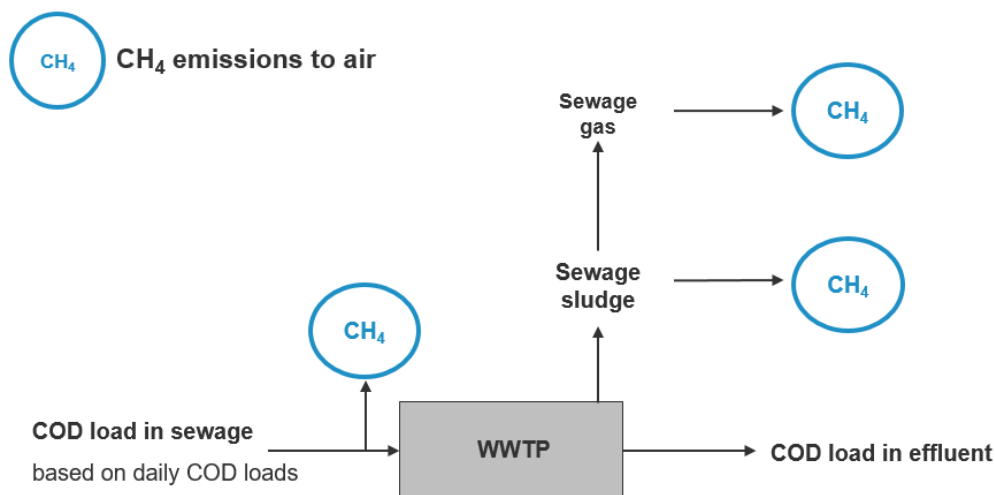 CH₄
CH₄ emissions to air
Sewage
gas
CH₄
Sewage
sludge
CH₄
CH₄
COD load in sewage
based on daily COD loads
WWTP
COD load in effluent